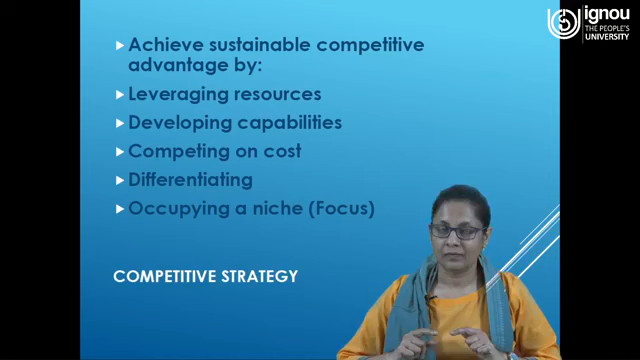 Achieve sustainable competitive
advantage by:
Leveraging resources
Developing capabilities
Competing on cost
Differentiating
Occupying a niche (Focus)
COMPETITIVE STRATEGY
ignou
THE PEOPLE'S
UNIVERSITY